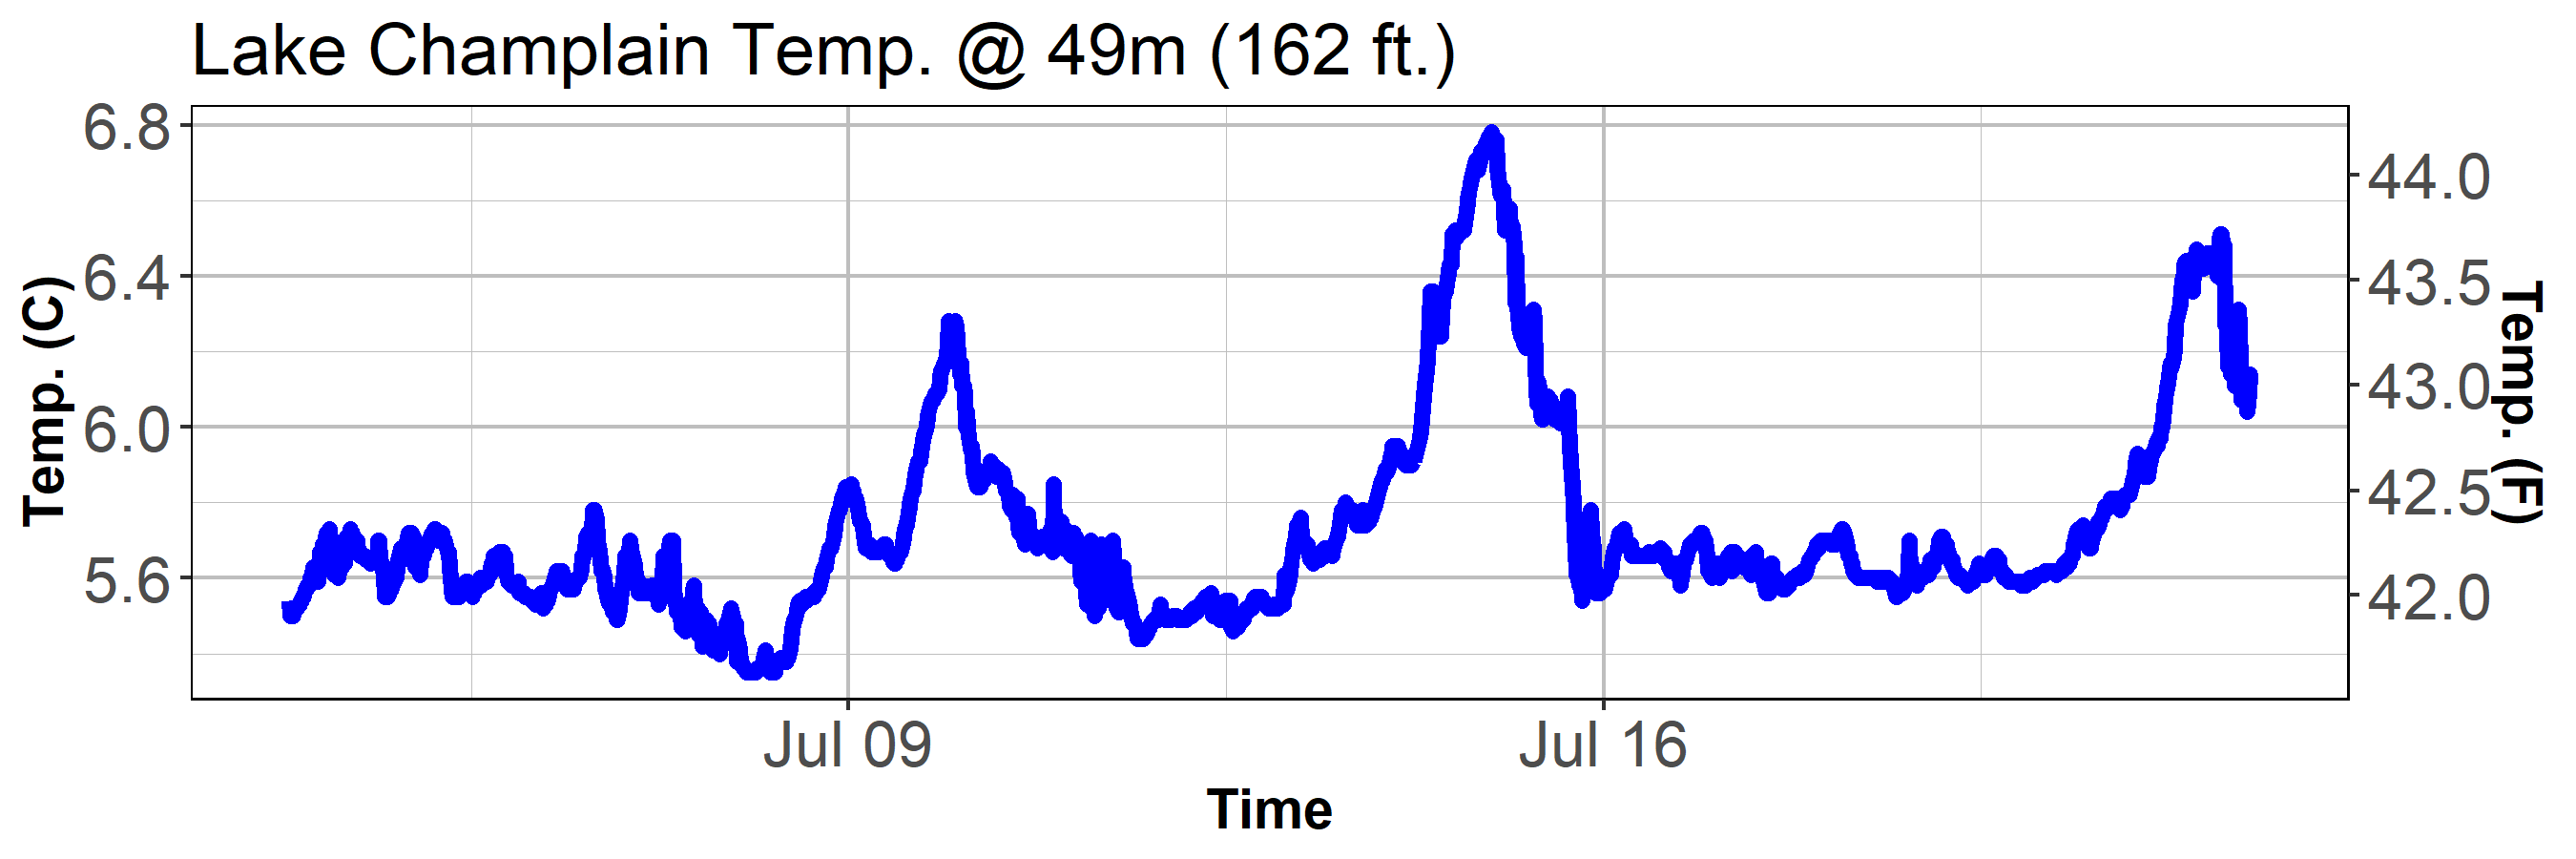 Lake Champlain Temp. @ 49m (162 ft.)
6.8
6.4
6.0
5.6
Temp. (C)
44.0
43.5
43.0
42.5
42.0
Temp. (F)
Jul 09
Jul 16
Time